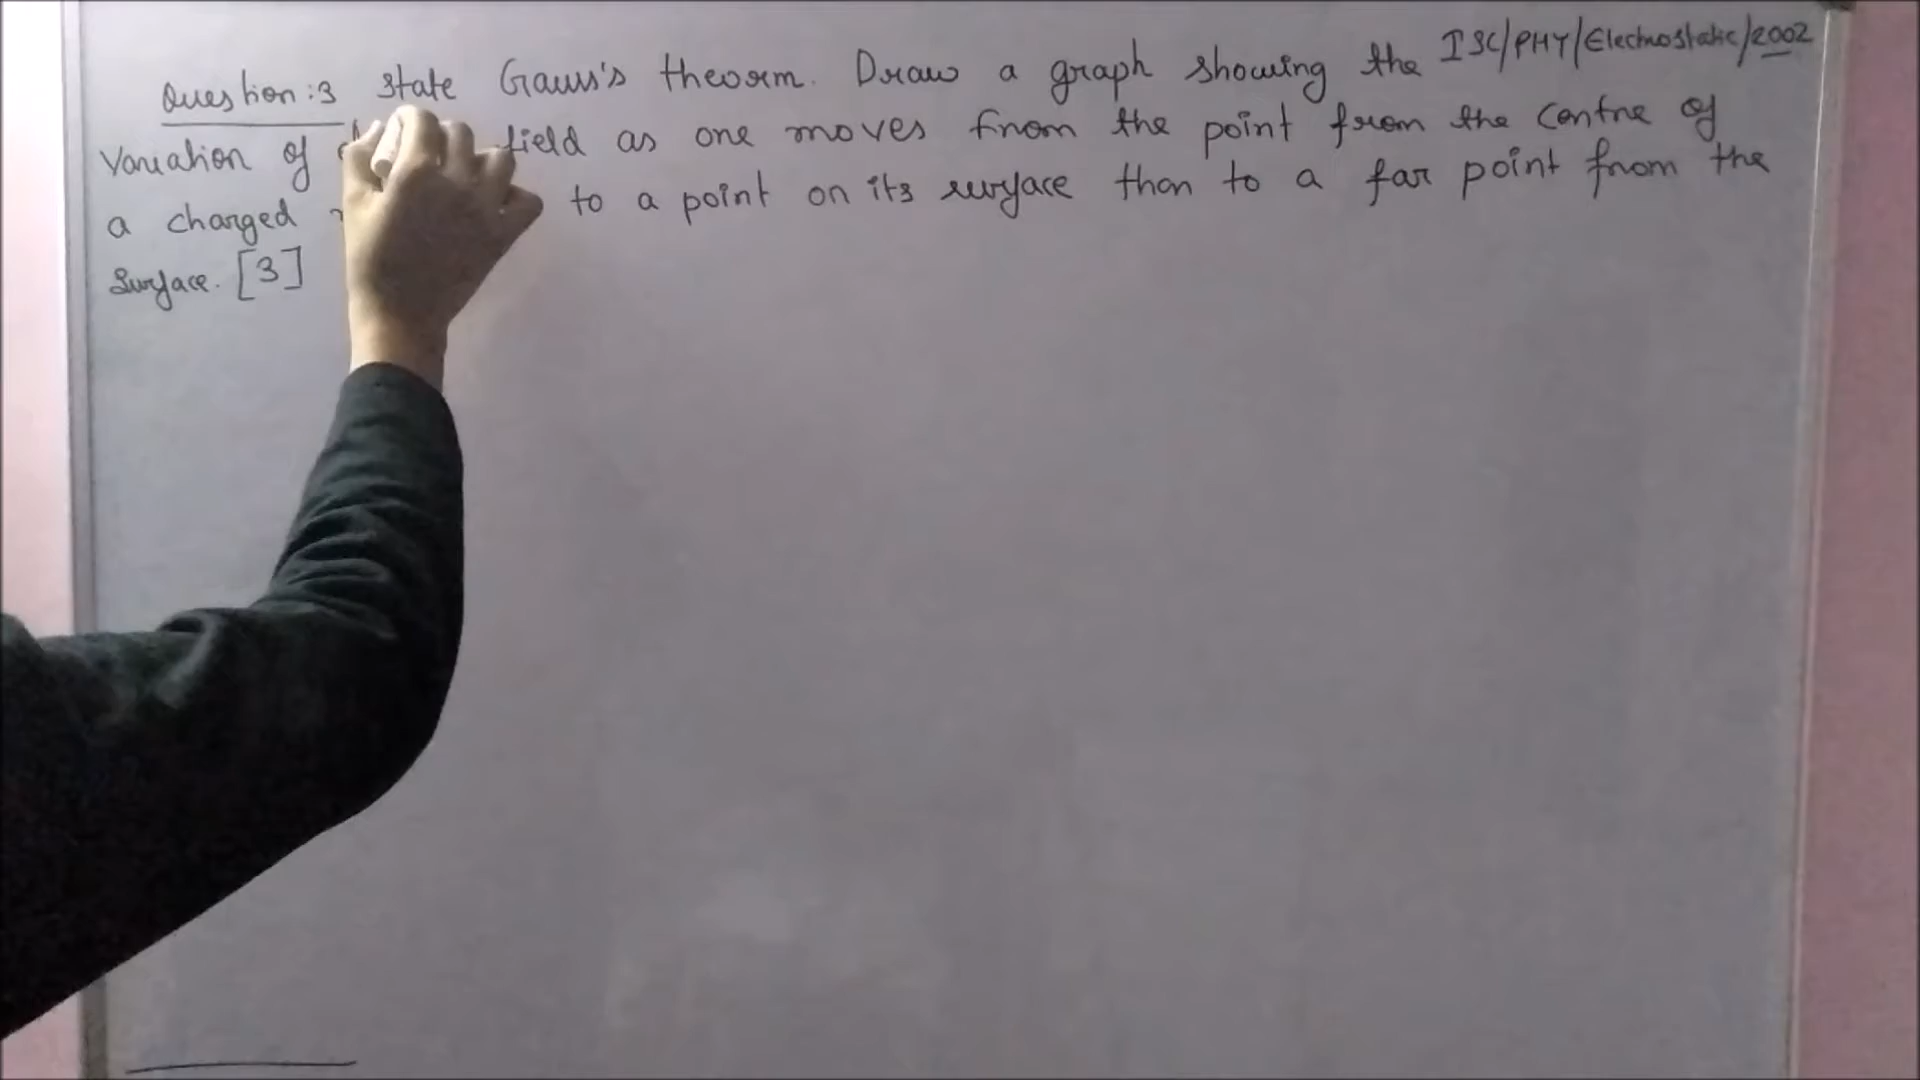 Question:3 State Gauss's theorm. Draw a graph showing the ISC/PHY/Electrostatic/2002
Variation of field as one moves from the point from the centre of
a charged to a point on its surface then to a far point from the
Surface. [3]